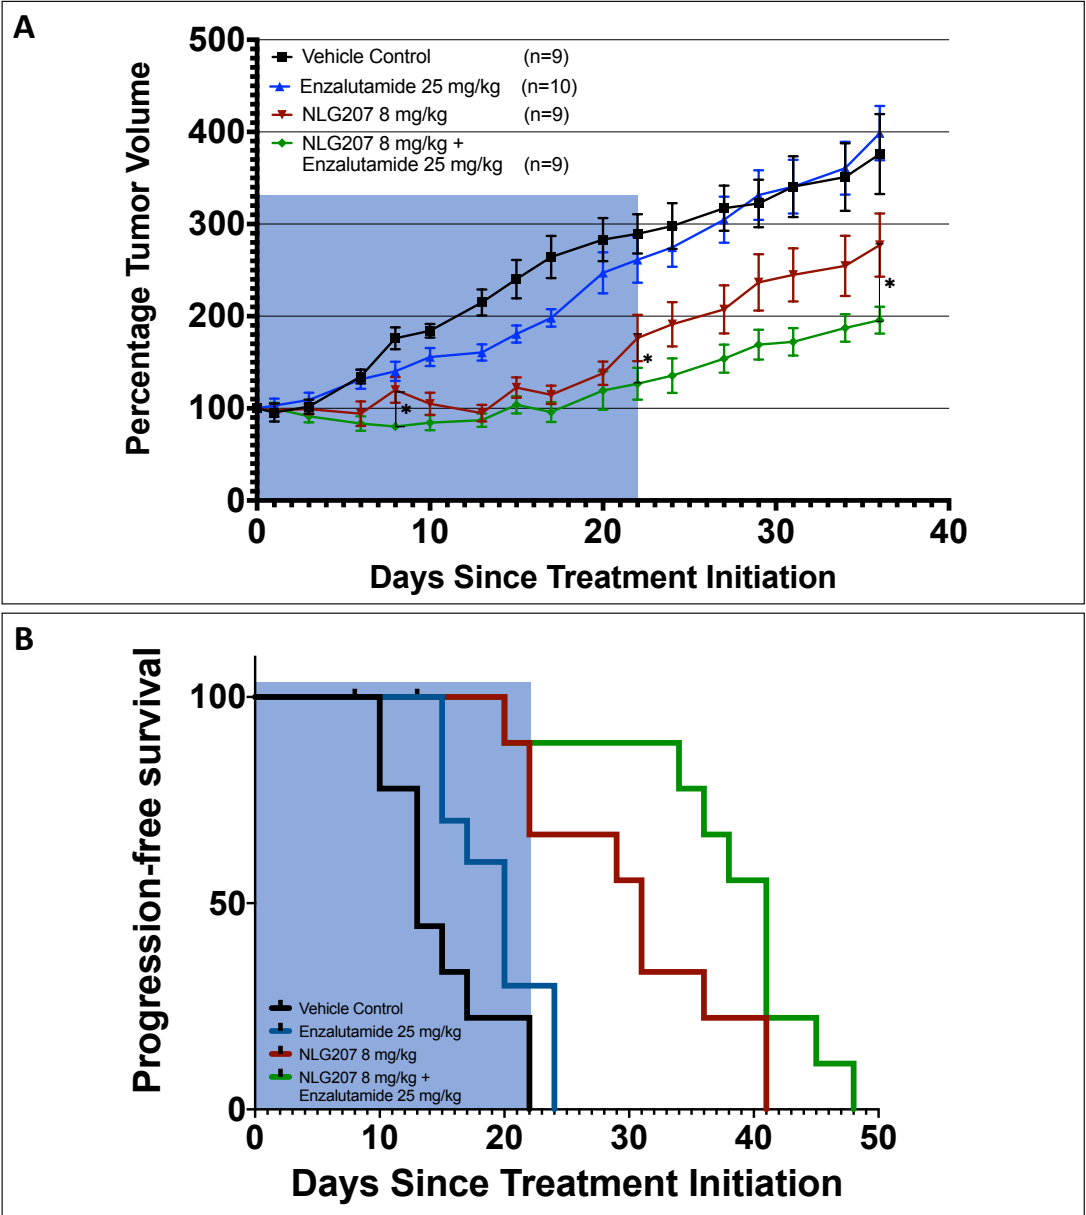 A
Percentage Tumor Volume
500
400
300
200
100
0
Vehicle Control (n=9)
Enzalutamide 25 mg/kg (n=10)
NLG207 8 mg/kg (n=9)
NLG207 8 mg/kg +
Enzalutamide 25 mg/kg (n=9)
*
*
*
0 10 20 30 40
Days Since Treatment Initiation
B
Progression-free survival
100
50
0
Vehicle Control
Enzalutamide 25 mg/kg
NLG207 8 mg/kg
NLG207 8 mg/kg +
Enzalutamide 25 mg/kg
0 10 20 30 40 50
Days Since Treatment Initiation